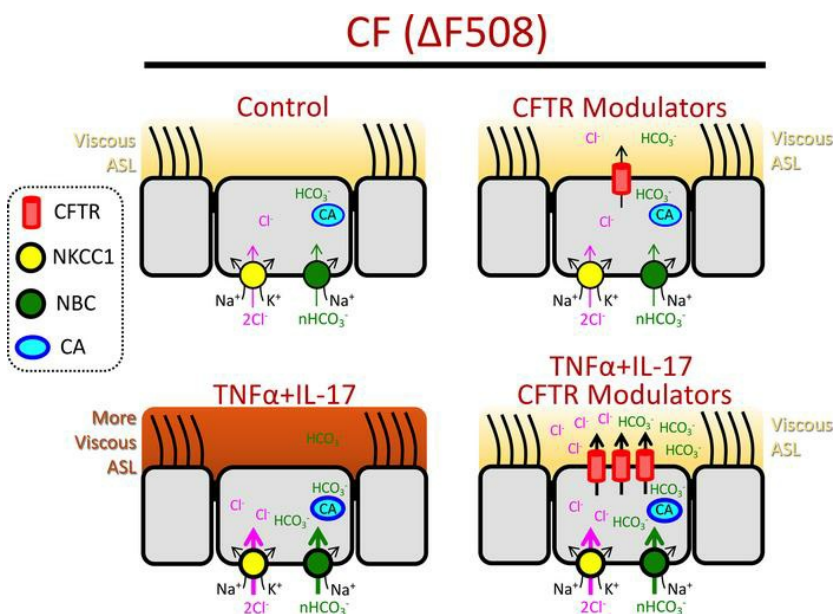 CF (ΔF508)
Control
CFTR Modulators
Viscous
ASL
HCO₃⁻
CA
Cl⁻
Na⁺ K⁺ Na⁺
2Cl⁻ nHCO₃⁻
Cl⁻ HCO₃⁻
Viscous
ASL
HCO₃⁻
CA
Cl⁻
Na⁺ K⁺ Na⁺
2Cl⁻ nHCO₃⁻
CFTR
NKCC1
NBC
CA
TNFα+IL-17
More
Viscous
ASL
HCO₃
HCO₃⁻
CA
Cl⁻
Cl⁻ HCO₃⁻
Na⁺ K⁺ Na⁺
2Cl⁻ nHCO₃⁻
TNFα+IL-17
CFTR Modulators
Cl⁻ Cl⁻ Cl⁻ HCO₃⁻ HCO₃⁻
Cl⁻ HCO₃⁻
Cl⁻ HCO₃⁻
Viscous
ASL
HCO₃⁻
CA
Cl⁻
Cl⁻ HCO₃⁻
Na⁺ K⁺ Na⁺
2Cl⁻ nHCO₃⁻